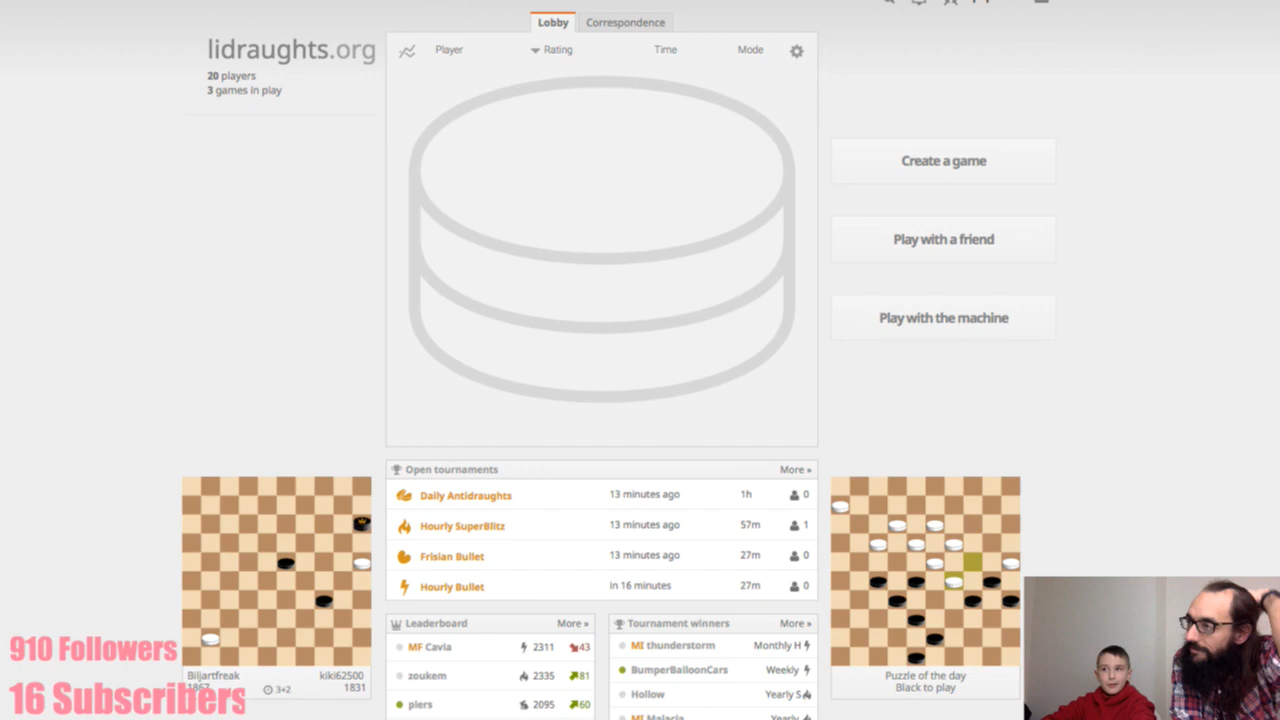 Lobby Correspondence
lidraughts.org
20 players
3 games in play
Player Rating Time Mode
Create a game
Play with a friend
Play with the machine
Open tournaments More »
Daily Antidraughts 13 minutes ago 1h 0
Hourly SuperBlitz 13 minutes ago 57m 1
Frisian Bullet 13 minutes ago 27m 0
Hourly Bullet in 16 minutes 27m 0
Leaderboard More »
MF Cavia 2311 43
zoukem 2335 81
piers 2095 60
Tournament winners More »
MI thunderstorm Monthly H
BumperBalloonCars Weekly
Hollow Yearly S
MI Malacia Yearly
Biljartfreak kiki62500
1867 3+2 1831
Puzzle of the day
Black to play
910 Followers
16 Subscribers